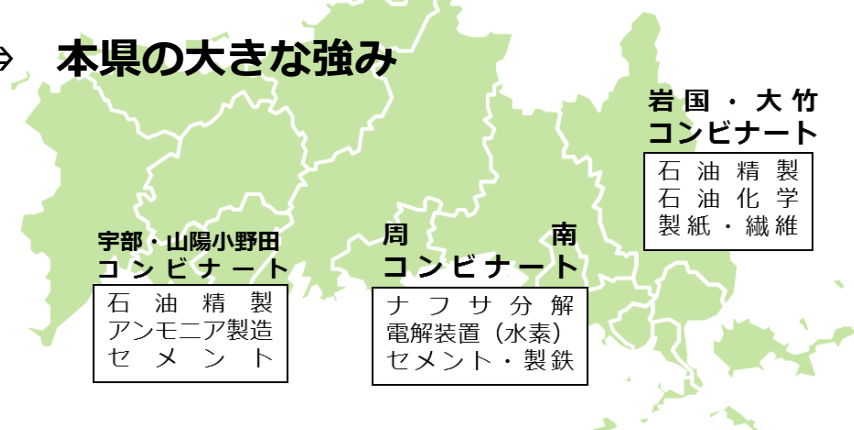 ⇒ 本県の大きな強み
岩国・大竹
コンビナート
石油精製
石油化学
製紙・繊維
宇部・山陽小野田
コンビナート
石油精製
アンモニア製造
セメント
周南
コンビナート
ナフサ分解
電解装置（水素）
セメント・製鉄